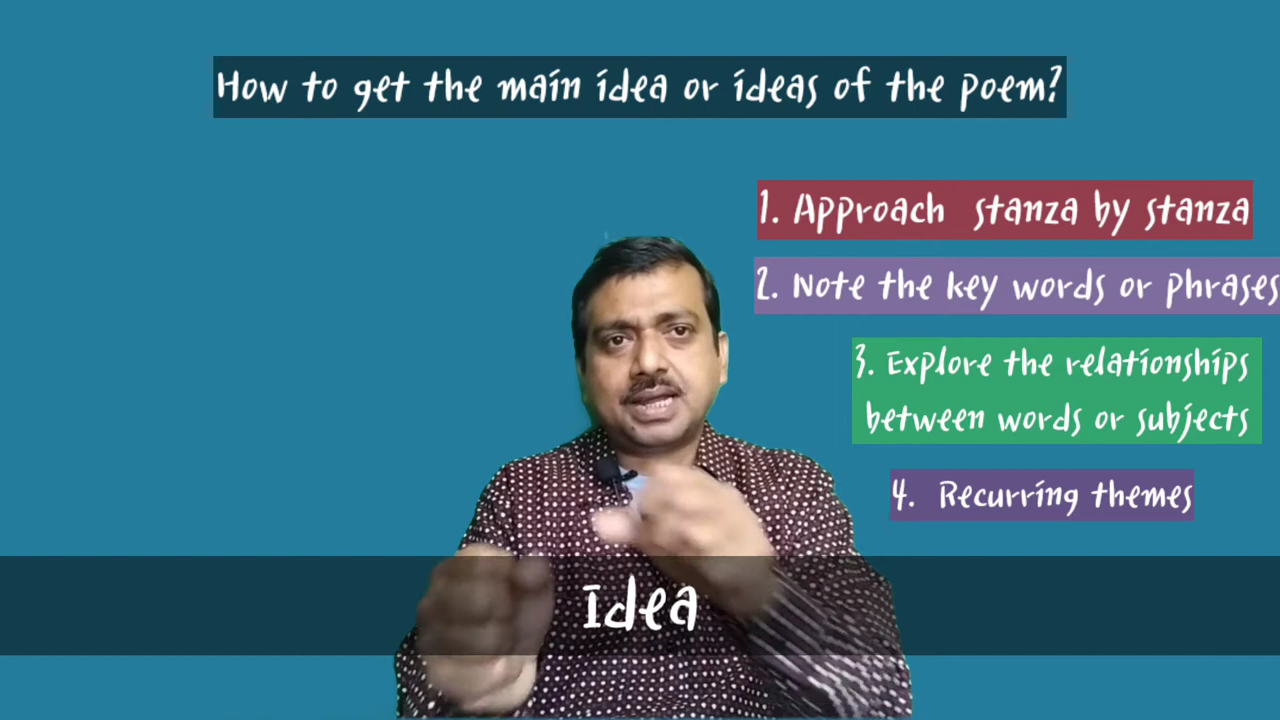 How to get the main idea or ideas of the poem?
1. Approach stanza by stanza
2. Note the key words or phrases
3. Explore the relationships
between words or subjects
4. Recurring themes
Idea